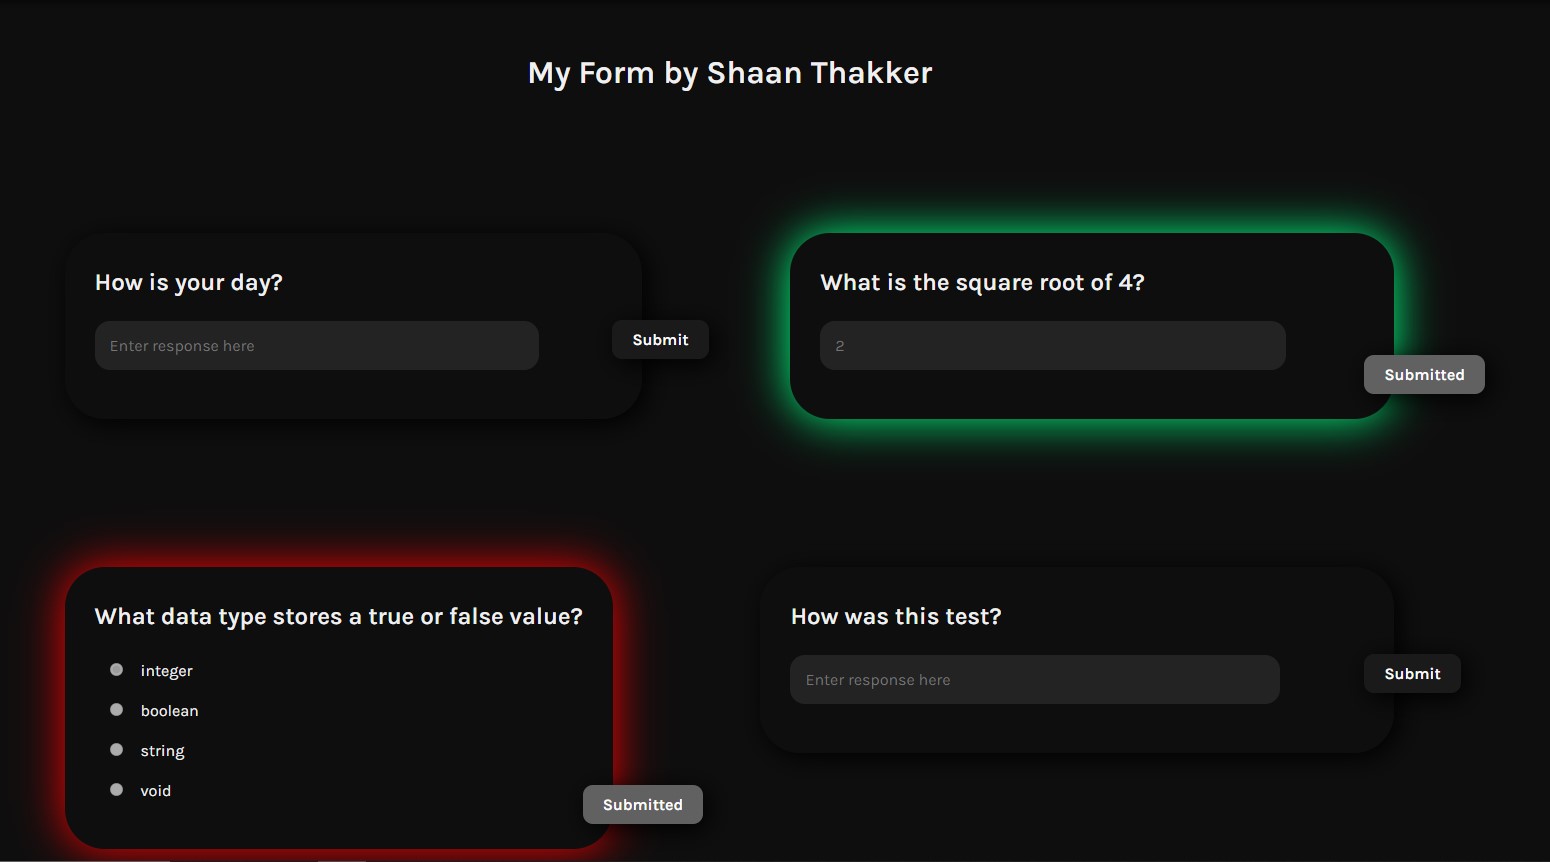 My Form by Shaan Thakker
How is your day?
Enter response here
Submit
What is the square root of 4?
2
Submitted
What data type stores a true or false value?
integer
boolean
string
void
Submitted
How was this test?
Enter response here
Submit